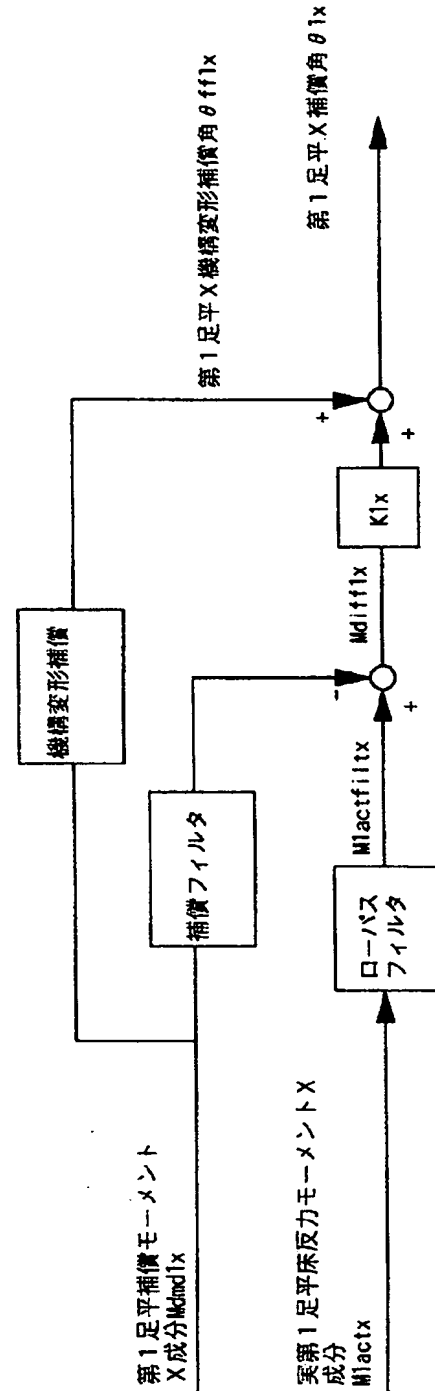 第1足平補償モーメント
X成分Mdmd1x
実第1足平床反力モーメントX
成分
M1actx
機構変形補償
補償フィルタ
ローパス
フィルタ
M1actfiltx
-
+
Mdiff1x
K1x
+
+
第1足平X機構変形補償角θff1x
第1足平X補償角θ1x